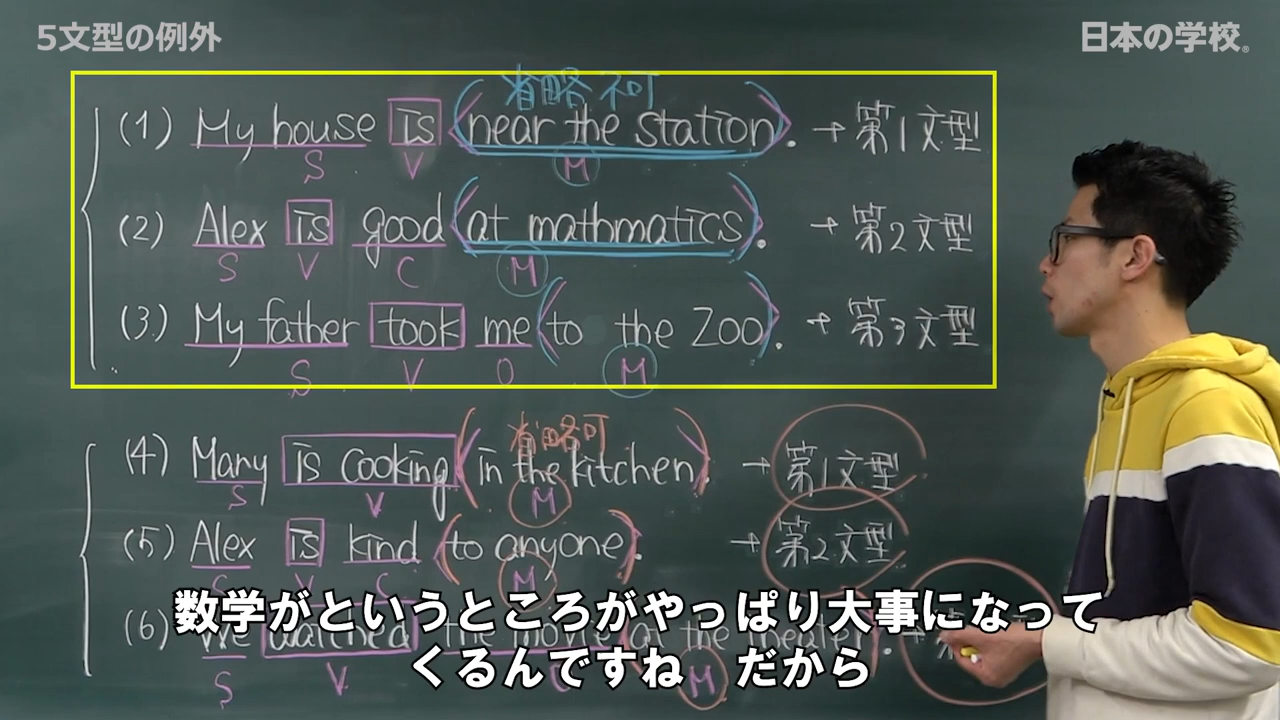 5文型の例外
日本の学校®
省略不可
(1) My house is (near the station). → 第1文型
S V M
(2) Alex is good (at mathmatics). → 第2文型
S V C M
(3) My father took me (to the Zoo). → 第3文型
S V O M
省略可
(4) Mary is cooking (in the kitchen). → 第1文型
S V M
(5) Alex is kind (to anyone). → 第2文型
S V C M
数学がというところがやっぱり大事になって
(6) We watched the movie at the theater). →
くるんですね だから
S V O M